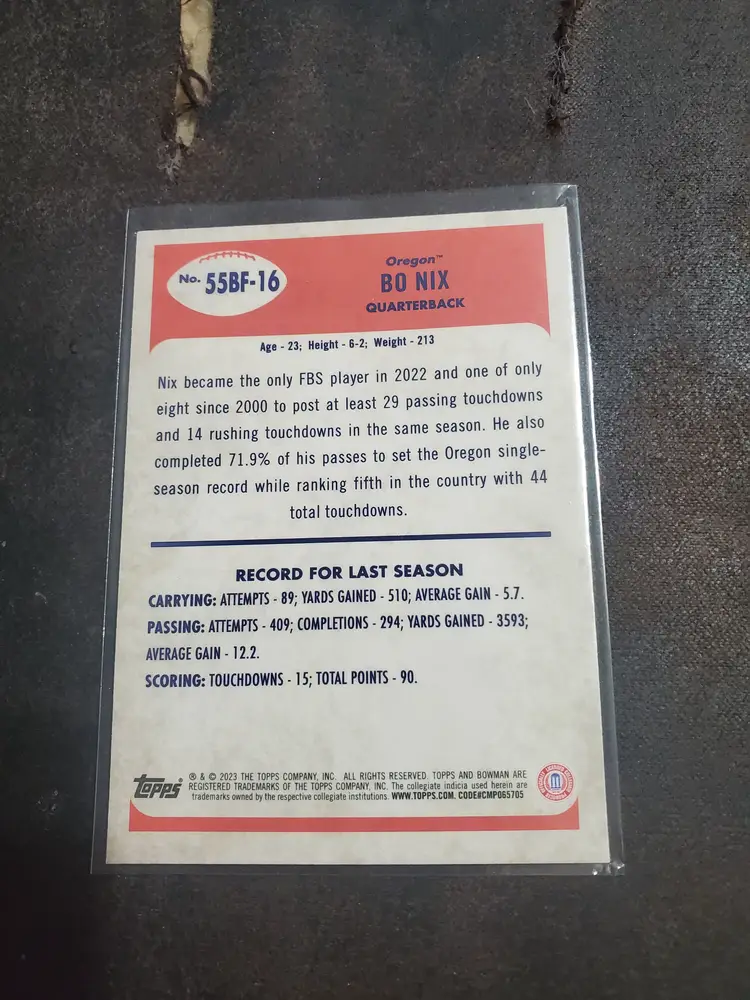 No. 55BF-16
Oregon™
BO NIX
QUARTERBACK
Age - 23; Height - 6-2; Weight - 213
Nix became the only FBS player in 2022 and one of only
eight since 2000 to post at least 29 passing touchdowns
and 14 rushing touchdowns in the same season. He also
completed 71.9% of his passes to set the Oregon single-
season record while ranking fifth in the country with 44
total touchdowns.
RECORD FOR LAST SEASON
CARRYING: ATTEMPTS - 89; YARDS GAINED - 510; AVERAGE GAIN - 5.7.
PASSING: ATTEMPTS - 409; COMPLETIONS - 294; YARDS GAINED - 3593;
AVERAGE GAIN - 12.2.
SCORING: TOUCHDOWNS - 15; TOTAL POINTS - 90.
Topps
® & © 2023 THE TOPPS COMPANY, INC. ALL RIGHTS RESERVED. TOPPS AND BOWMAN ARE
REGISTERED TRADEMARKS OF THE TOPPS COMPANY, INC. The collegiate indicia used herein are
trademarks owned by the respective collegiate institutions. WWW.TOPPS.COM. CODE#CMP065705